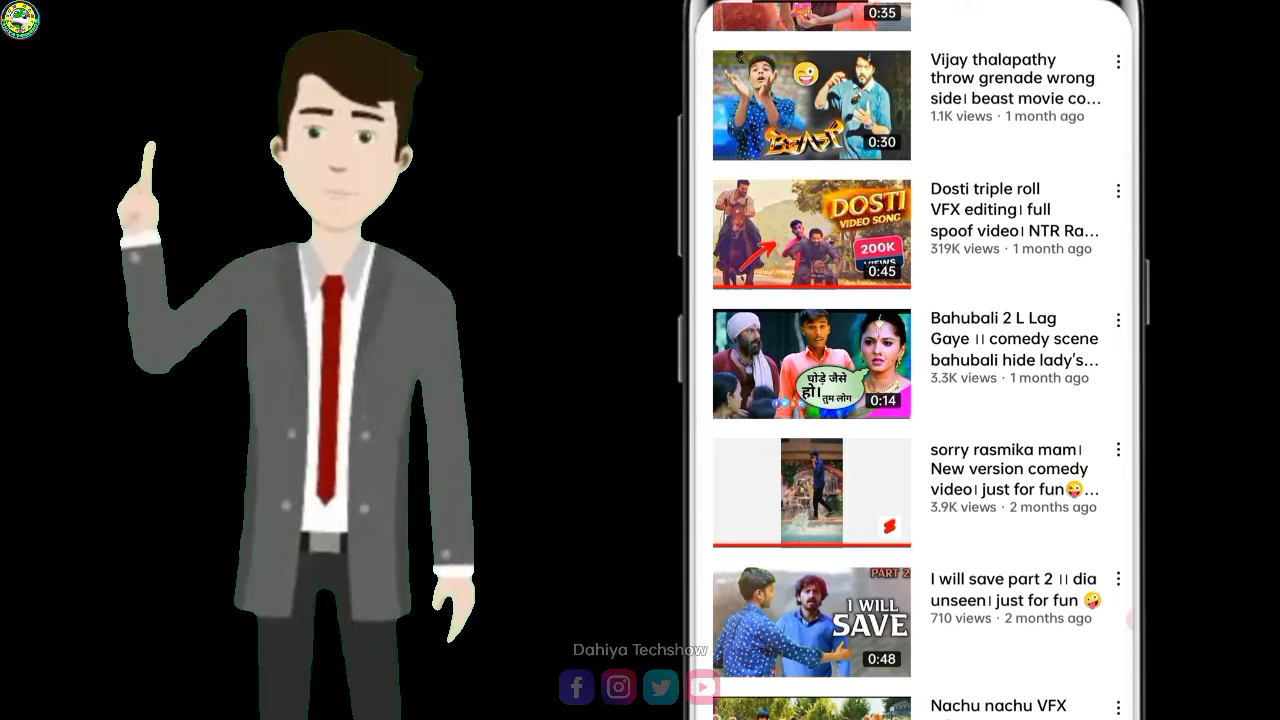 0:35
Vijay thalapathy
throw grenade wrong
side। beast movie co...
1.1K views · 1 month ago
BEAST
0:30
Dosti triple roll
VFX editing। full
spoof video। NTR Ra...
319K views · 1 month ago
DOSTI
VIDEO SONG
200K
VIEWS
0:45
Bahubali 2 L Lag
Gaye ।। comedy scene
bahubali hide lady's...
3.3K views · 1 month ago
घोड़े जैसे
हो।
तुम लोग
0:14
sorry rasmika mam।
New version comedy
video। just for fun😜...
3.9K views · 2 months ago
I will save part 2 ।। dia
unseen। just for fun 🤪
710 views · 2 months ago
PART 2
I WILL
SAVE
0:48
Dahiya Techshow
Nachu nachu VFX